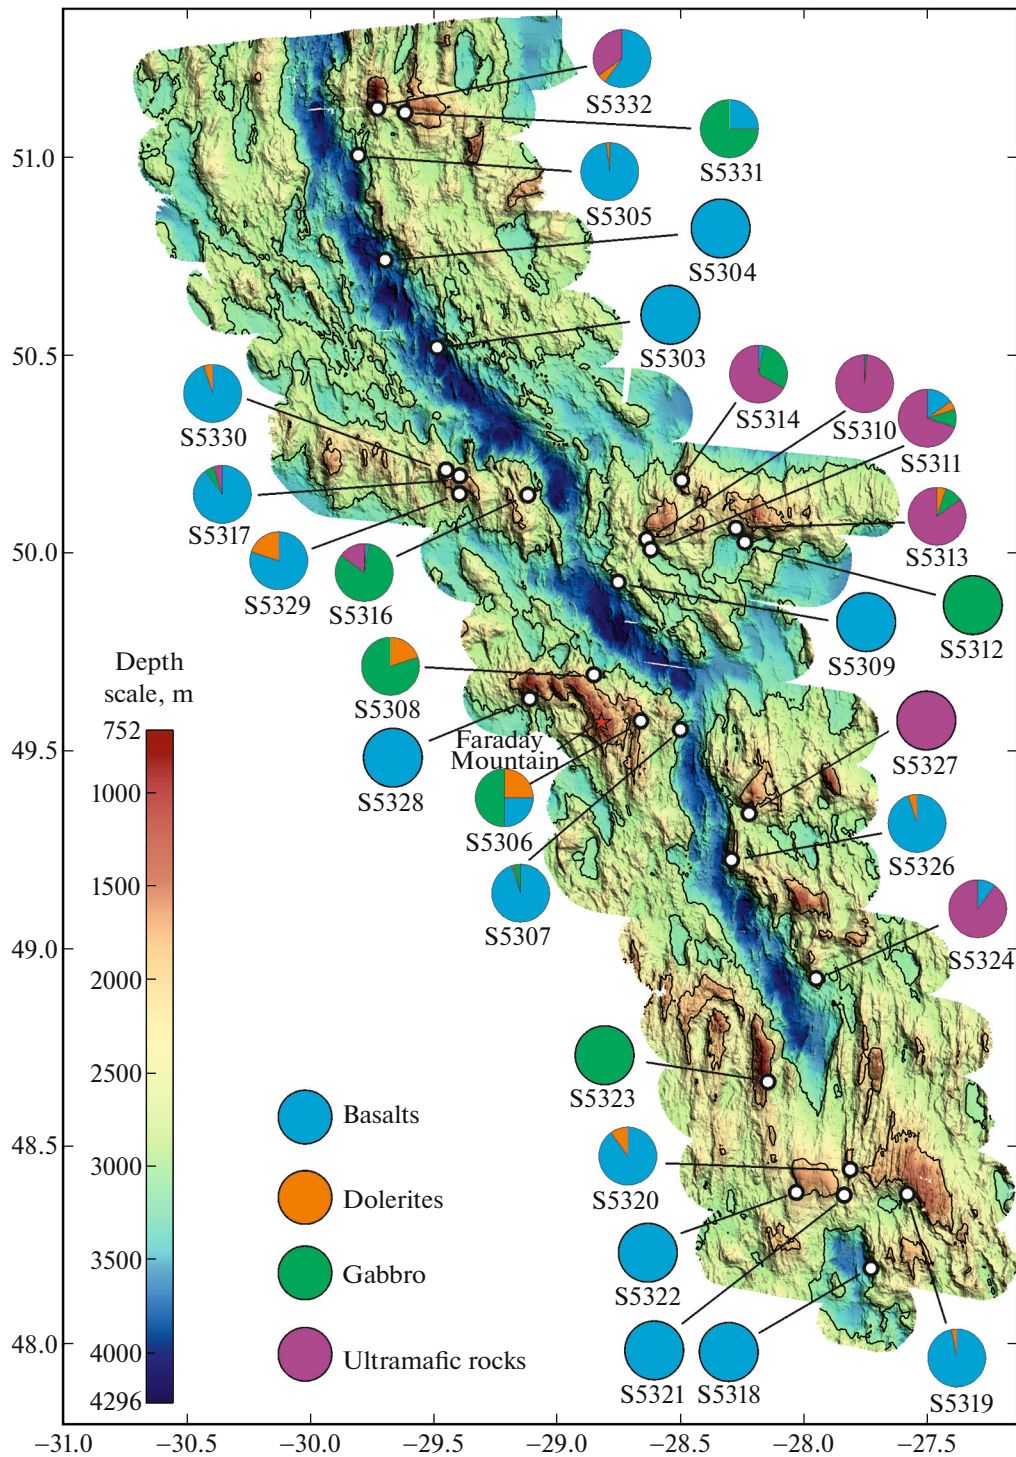 S5332
S5331
51.0
S5305
S5304
S5303
50.5
S5314
S5310
S5330
S5311
S5317
S5313
50.0
S5329
S5316
S5312
S5309
Depth
scale, m
S5308
752
Faraday
Mountain
49.5
S5327
S5328
1000
S5306
S5326
1500
S5307
49.0
S5324
2000
2500
S5323
Basalts
48.5
3000
S5320
Dolerites
3500
Gabbro
S5322
48.0
4000
Ultramafic rocks
S5321
S5318
S5319
4296
−31.0
−30.5
−30.0
−29.5
−29.0
−28.5
−28.0
−27.5